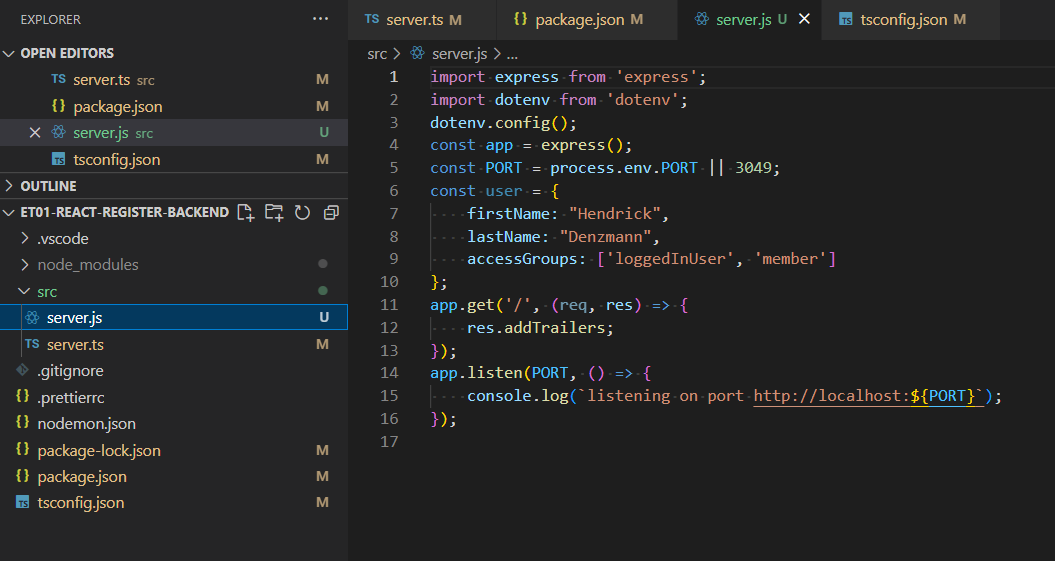 EXPLORER ...
OPEN EDITORS
TS server.ts src M
{} package.json M
server.js src U
TS tsconfig.json M
OUTLINE
ET01-REACT-REGISTER-BACKEND
.vscode
node_modules
src
server.js U
TS server.ts M
.gitignore
.prettierrc
{} nodemon.json
{} package-lock.json M
{} package.json M
TS tsconfig.json M
TS server.ts M {} package.json M server.js U TS tsconfig.json M
src > server.js > ...
1 import express from 'express';
2 import dotenv from 'dotenv';
3 dotenv.config();
4 const app = express();
5 const PORT = process.env.PORT || 3049;
6 const user = {
7     firstName: "Hendrick",
8     lastName: "Denzmann",
9     accessGroups: ['loggedInUser', 'member']
10 };
11 app.get('/', (req, res) => {
12     res.addTrailers;
13 });
14 app.listen(PORT, () => {
15     console.log(`listening on port http://localhost:${PORT}`);
16 });
17